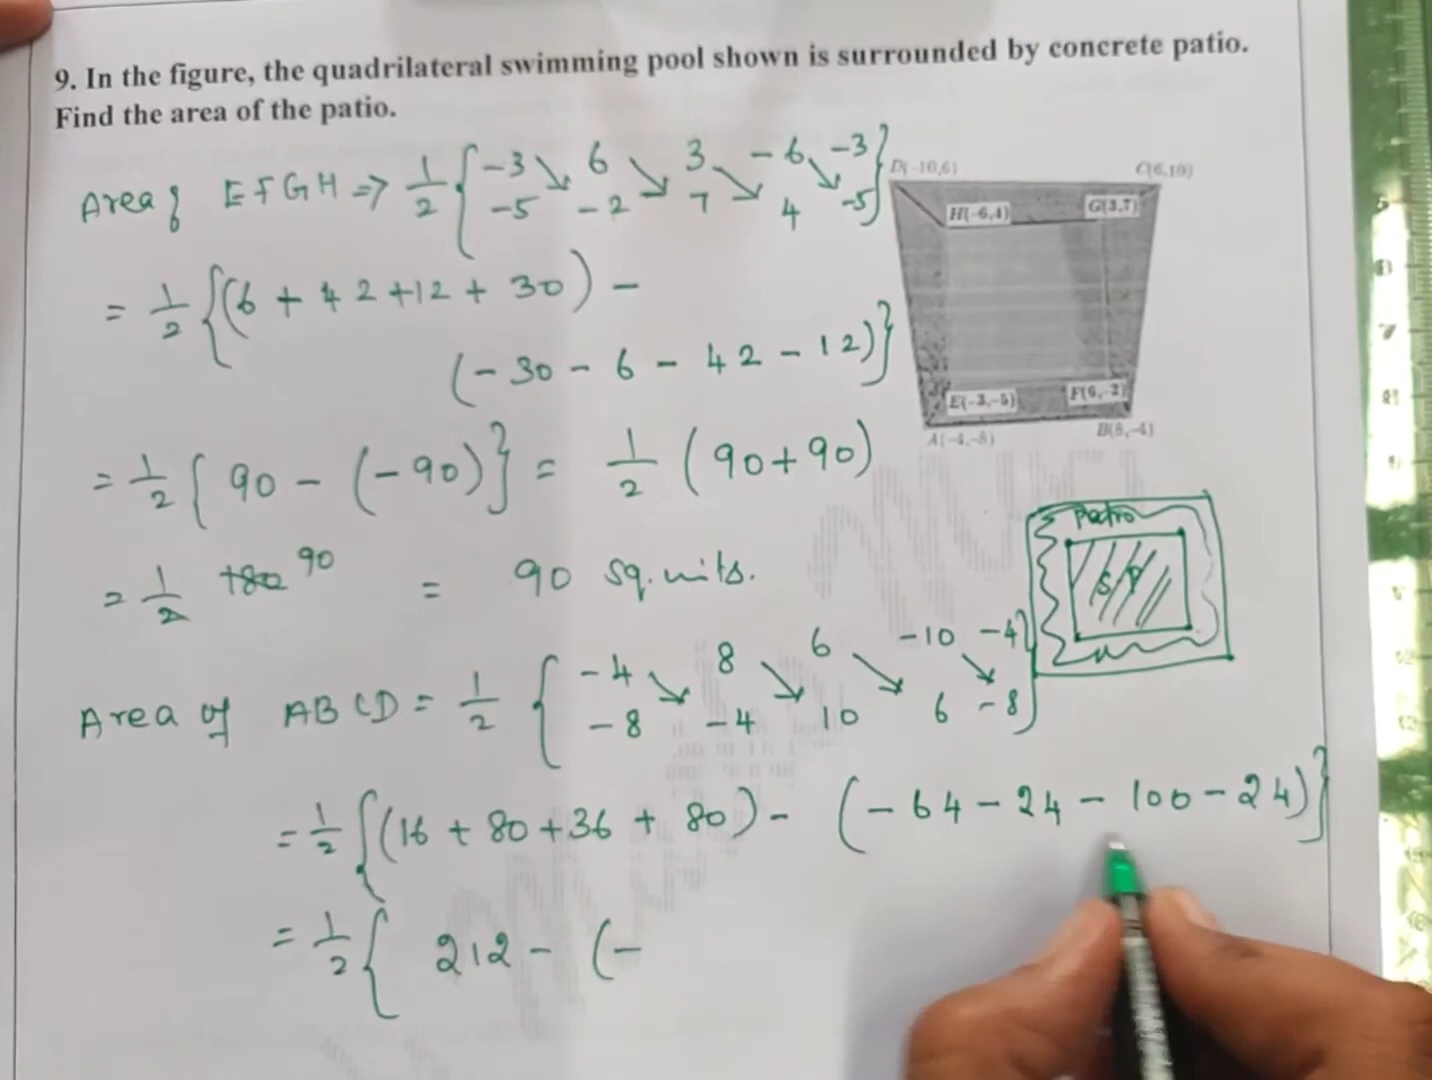 9. In the figure, the quadrilateral swimming pool shown is surrounded by concrete patio.
Find the area of the patio.
Area of EFGH => 1/2 { -3 6 3 -6 -3
-5 -2 7 4 -5 }
= 1/2 {(6 + 42 + 12 + 30) -
(-30 - 6 - 42 - 12)}
= 1/2 { 90 - (-90)} = 1/2 (90+90)
= 1/2 180 90 = 90 sq.units.
D(-10,6) C(6,10)
H(-6,4) G(3,7)
E(-3,-5) F(6,-2)
A(-4,-8) B(8,-4)
Patio
S/P
Area of ABCD = 1/2 { -4 8 6 -10 -4
-8 -4 10 6 -8 }
= 1/2 {(16 + 80 + 36 + 80) - (-64 - 24 - 100 - 24)}
= 1/2 { 212 - (-